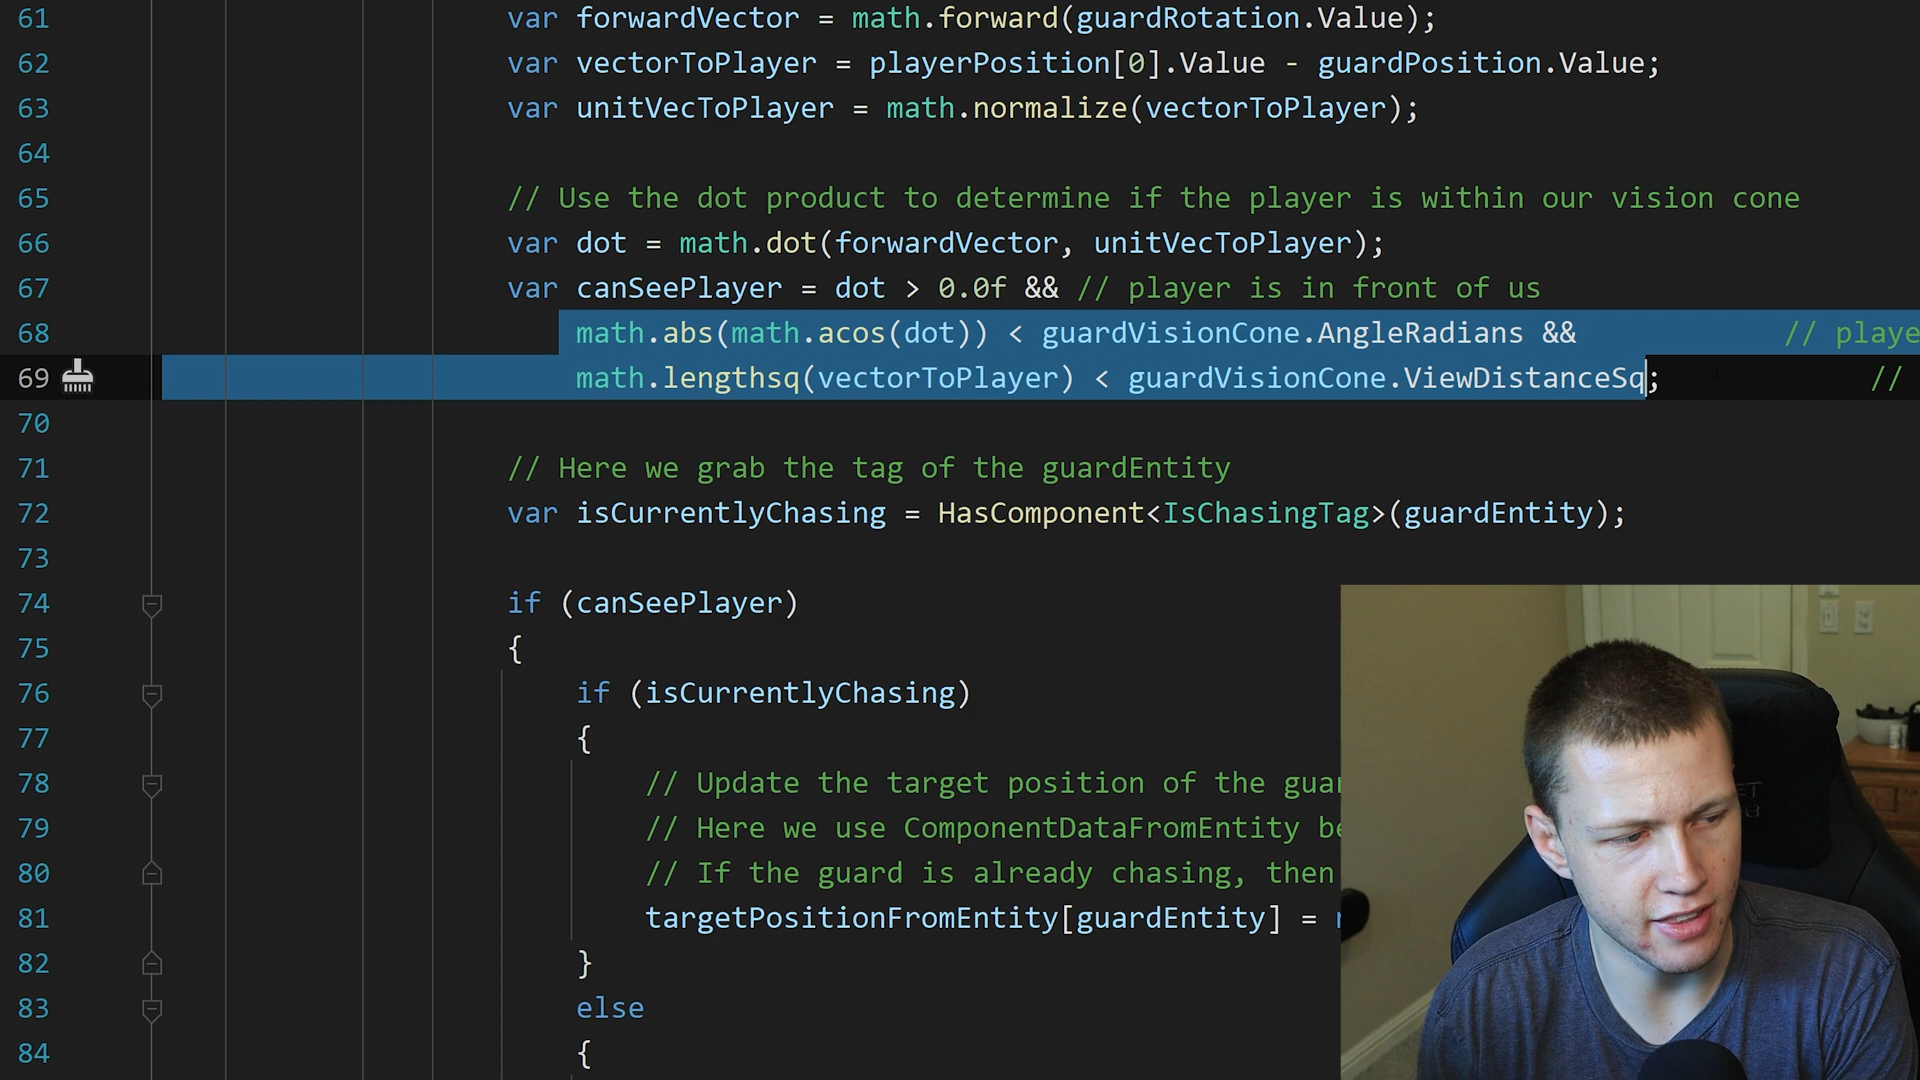 61 var forwardVector = math.forward(guardRotation.Value);
62 var vectorToPlayer = playerPosition[0].Value - guardPosition.Value;
63 var unitVecToPlayer = math.normalize(vectorToPlayer);
64
65 // Use the dot product to determine if the player is within our vision cone
66 var dot = math.dot(forwardVector, unitVecToPlayer);
67 var canSeePlayer = dot > 0.0f && // player is in front of us
68 math.abs(math.acos(dot)) < guardVisionCone.AngleRadians && // playe
69 math.lengthsq(vectorToPlayer) < guardVisionCone.ViewDistanceSq; //
70
71 // Here we grab the tag of the guardEntity
72 var isCurrentlyChasing = HasComponent<IsChasingTag>(guardEntity);
73
74 if (canSeePlayer)
75 {
76 if (isCurrentlyChasing)
77 {
78 // Update the target position of the guar
79 // Here we use ComponentDataFromEntity be
80 // If the guard is already chasing, then
81 targetPositionFromEntity[guardEntity] =
82 }
83 else
84 {